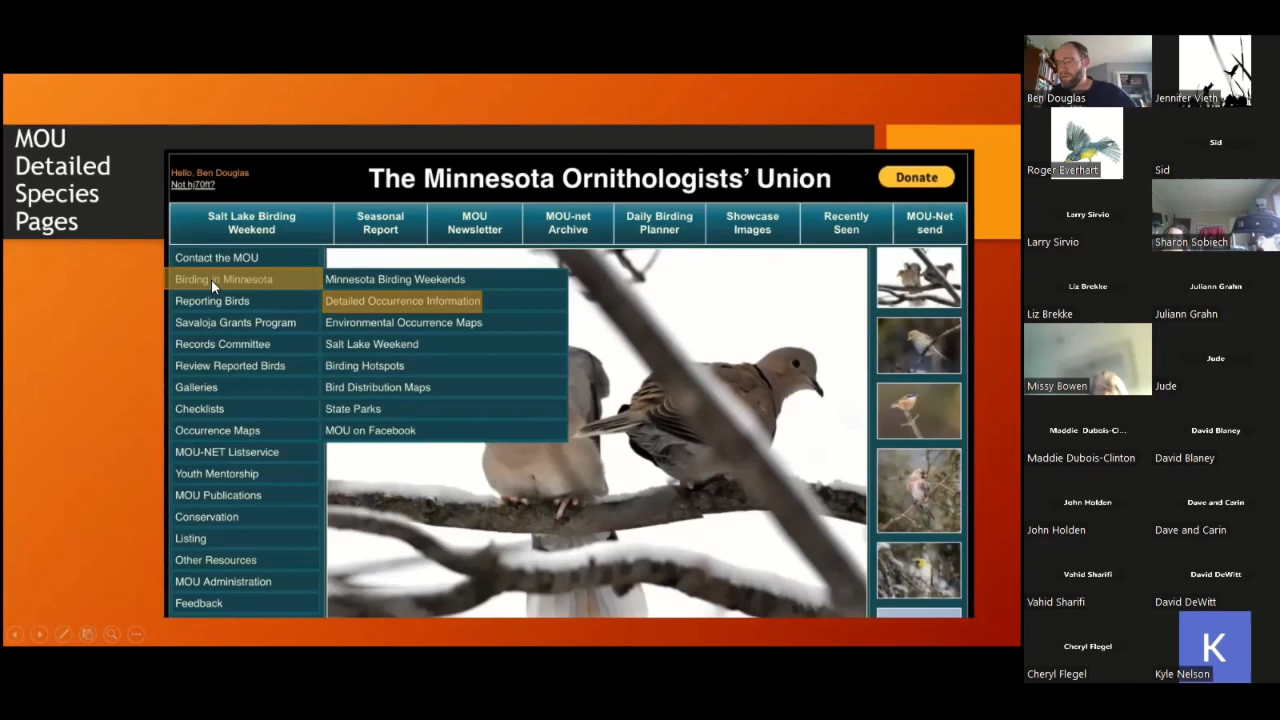 MOU
Detailed
Species
Pages
Hello, Ben Douglas
Not hj70ft?
The Minnesota Ornithologists' Union
Donate
Salt Lake Birding
Weekend
Seasonal
Report
MOU
Newsletter
MOU-net
Archive
Daily Birding
Planner
Showcase
Images
Recently
Seen
MOU-Net
send
Contact the MOU
Birding in Minnesota
Reporting Birds
Savaloja Grants Program
Records Committee
Review Reported Birds
Galleries
Checklists
Occurrence Maps
MOU-NET Listservice
Youth Mentorship
MOU Publications
Conservation
Listing
Other Resources
MOU Administration
Feedback
Minnesota Birding Weekends
Detailed Occurrence Information
Environmental Occurrence Maps
Salt Lake Weekend
Birding Hotspots
Bird Distribution Maps
State Parks
MOU on Facebook
Ben Douglas
Jennifer Vieth
Roger Everhart
Sid
Sid
Larry Sirvio
Larry Sirvio
Sharon Sobiech
Liz Brekke
Liz Brekke
Juliann Grahn
Juliann Grahn
Missy Bowen
Jude
Jude
Maddie Dubois-Cl...
Maddie Dubois-Clinton
David Blaney
David Blaney
John Holden
John Holden
Dave and Carin
Dave and Carin
Vahid Sharifi
Vahid Sharifi
David DeWitt
David DeWitt
Cheryl Flegel
Cheryl Flegel
K
Kyle Nelson